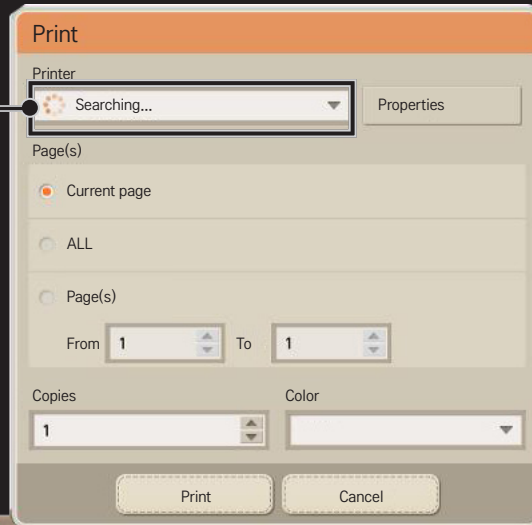 Print
Printer
Searching...
Properties
Page(s)
Current page
ALL
Page(s)
From 1 To 1
Copies Color
1
Print Cancel